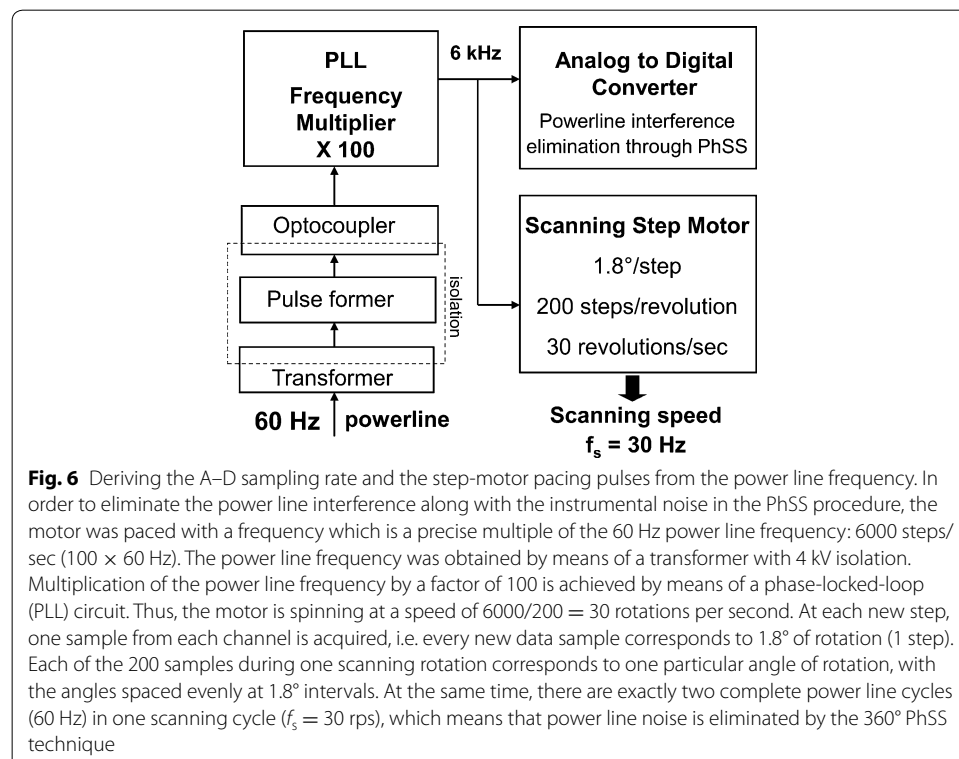 PLL
Frequency
Multiplier
X 100
6 kHz
Analog to Digital
Converter
Powerline interference
elimination through PhSS
Optocoupler
Pulse former
isolation
Transformer
60 Hz powerline
Scanning Step Motor
1.8°/step
200 steps/revolution
30 revolutions/sec
Scanning speed
fs = 30 Hz
Fig. 6 Deriving the A–D sampling rate and the step-motor pacing pulses from the power line frequency. In
order to eliminate the power line interference along with the instrumental noise in the PhSS procedure, the
motor was paced with a frequency which is a precise multiple of the 60 Hz power line frequency: 6000 steps/
sec (100 × 60 Hz). The power line frequency was obtained by means of a transformer with 4 kV isolation.
Multiplication of the power line frequency by a factor of 100 is achieved by means of a phase-locked-loop
(PLL) circuit. Thus, the motor is spinning at a speed of 6000/200 = 30 rotations per second. At each new step,
one sample from each channel is acquired, i.e. every new data sample corresponds to 1.8° of rotation (1 step).
Each of the 200 samples during one scanning rotation corresponds to one particular angle of rotation, with
the angles spaced evenly at 1.8° intervals. At the same time, there are exactly two complete power line cycles
(60 Hz) in one scanning cycle (fs = 30 rps), which means that power line noise is eliminated by the 360° PhSS
technique